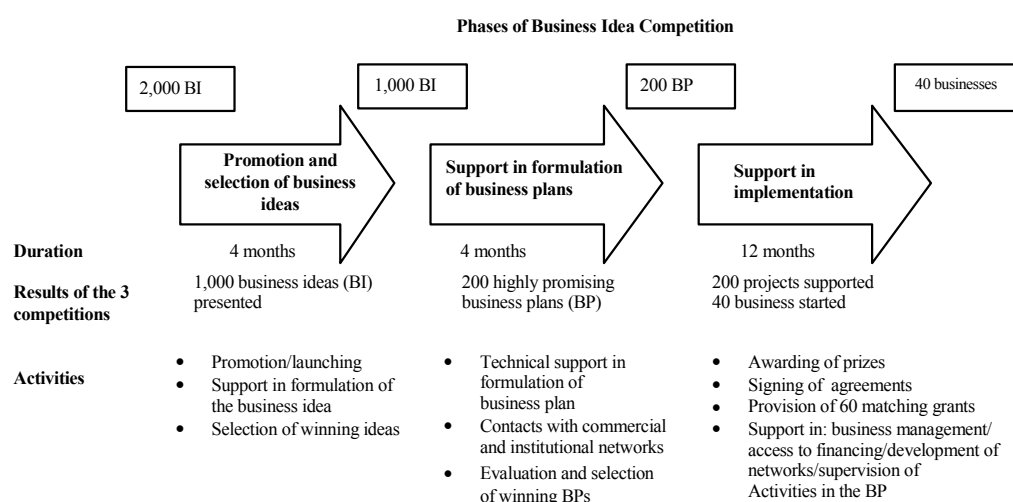 Phases of Business Idea Competition
2,000 BI
1,000 BI
200 BP
40 businesses
Promotion and
selection of business
ideas
Support in formulation
of business plans
Support in
implementation
Duration
4 months
4 months
12 months
Results of the 3
competitions
1,000 business ideas (BI)
presented
200 highly promising
business plans (BP)
200 projects supported
40 business started
Activities
• Promotion/launching
• Support in formulation of
the business idea
• Selection of winning ideas
• Technical support in
formulation of
business plan
• Contacts with commercial
and institutional networks
• Evaluation and selection
of winning BPs
• Awarding of prizes
• Signing of agreements
• Provision of 60 matching grants
• Support in: business management/
access to financing/development of
networks/supervision of
Activities in the BP